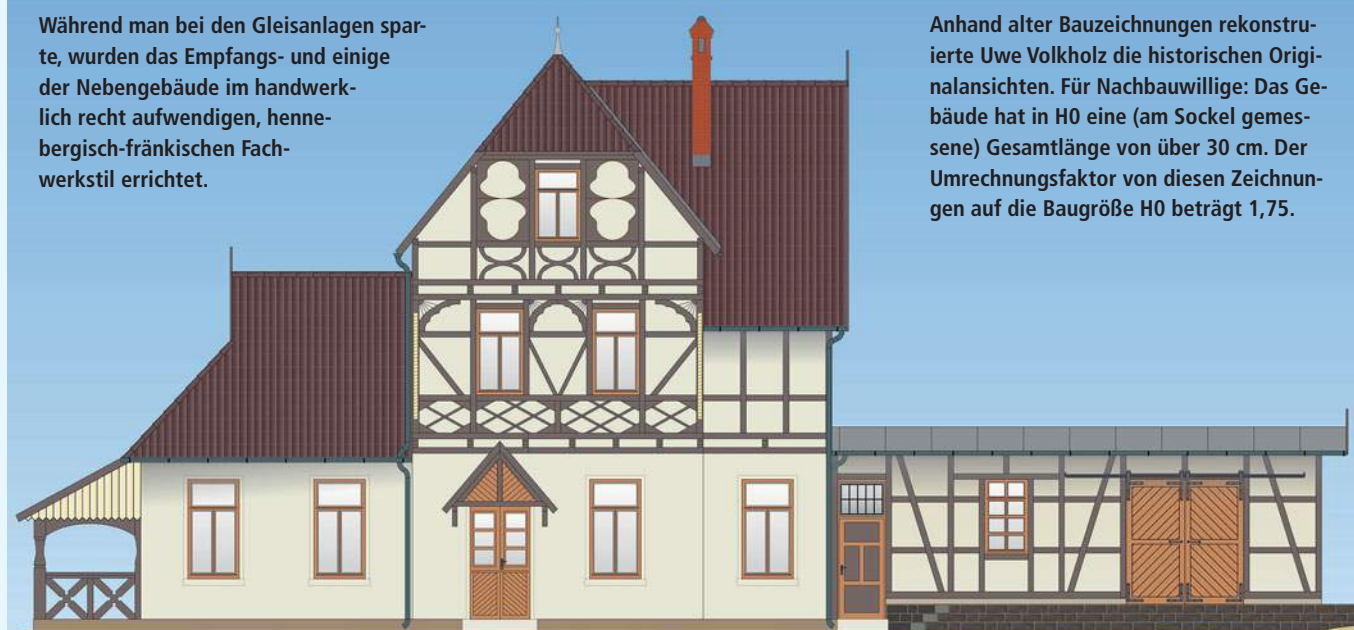 Während man bei den Gleisanlagen spar-
te, wurden das Empfangs- und einige
der Nebengebäude im handwerk-
lich recht aufwendigen, henne-
bergisch-fränkischen Fach-
werkstil errichtet.
Anhand alter Bauzeichnungen rekonstru-
ierte Uwe Volkholz die historischen Origi-
nalansichten. Für Nachbauwillige: Das Ge-
bäude hat in H0 eine (am Sockel gemes-
sene) Gesamtlänge von über 30 cm. Der
Umrechnungsfaktor von diesen Zeichnun-
gen auf die Baugröße H0 beträgt 1,75.